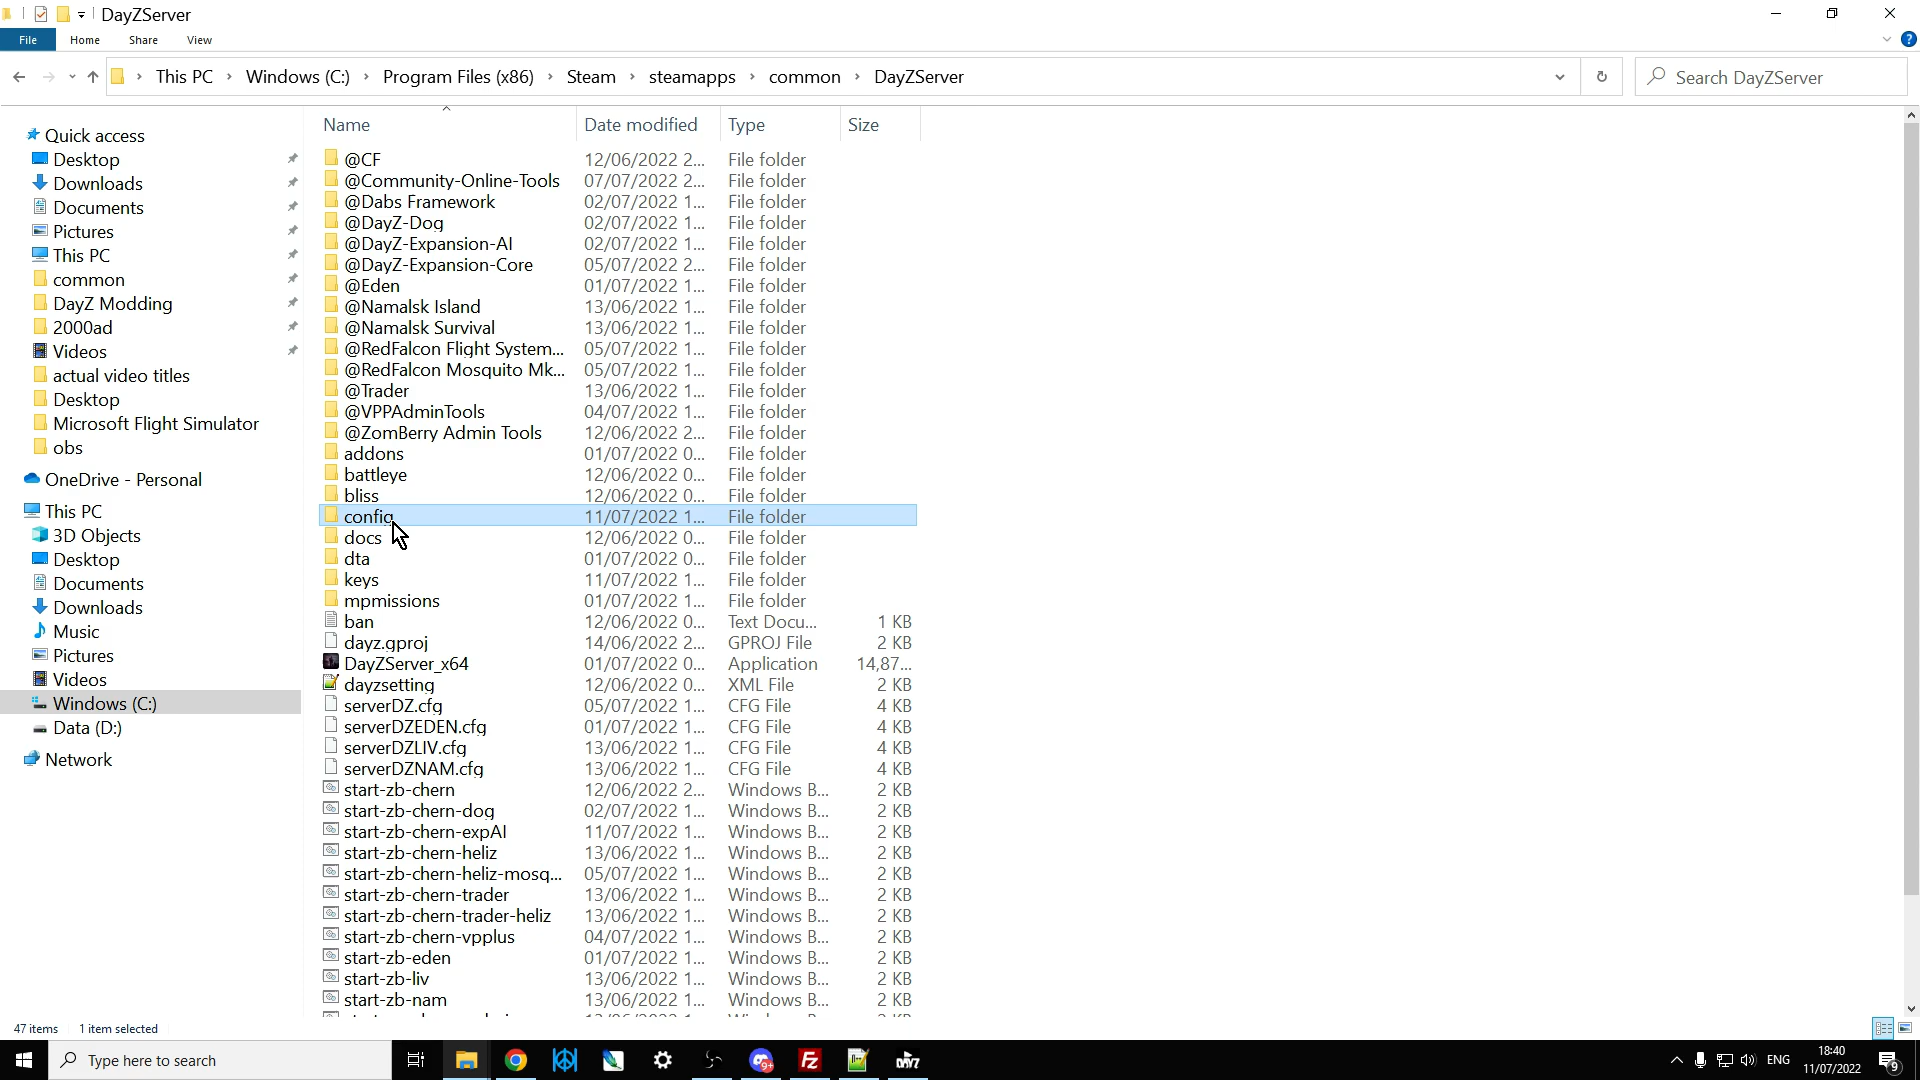 DayZServer
File Home Share View
This PC Windows (C:) Program Files (x86) Steam steamapps common DayZServer
Search DayZServer
Quick access
Desktop
Downloads
Documents
Pictures
This PC
common
DayZ Modding
2000ad
Videos
actual video titles
Desktop
Microsoft Flight Simulator
obs
OneDrive - Personal
This PC
3D Objects
Desktop
Documents
Downloads
Music
Pictures
Videos
Windows (C:)
Data (D:)
Network
Name Date modified Type Size
@CF 12/06/2022 2... File folder
@Community-Online-Tools 07/07/2022 2... File folder
@Dabs Framework 02/07/2022 1... File folder
@DayZ-Dog 02/07/2022 1... File folder
@DayZ-Expansion-AI 02/07/2022 1... File folder
@DayZ-Expansion-Core 05/07/2022 2... File folder
@Eden 01/07/2022 1... File folder
@Namalsk Island 13/06/2022 1... File folder
@Namalsk Survival 13/06/2022 1... File folder
@RedFalcon Flight System... 05/07/2022 1... File folder
@RedFalcon Mosquito Mk... 05/07/2022 1... File folder
@Trader 13/06/2022 1... File folder
@VPPAdminTools 04/07/2022 1... File folder
@ZomBerry Admin Tools 12/06/2022 2... File folder
addons 01/07/2022 0... File folder
battleye 12/06/2022 0... File folder
bliss 12/06/2022 0... File folder
config 11/07/2022 1... File folder
docs 12/06/2022 0... File folder
dta 01/07/2022 0... File folder
keys 11/07/2022 1... File folder
mpmissions 01/07/2022 1... File folder
ban 12/06/2022 0... Text Docu... 1 KB
dayz.gproj 14/06/2022 2... GPROJ File 2 KB
DayZServer_x64 01/07/2022 0... Application 14,87...
dayzsetting 12/06/2022 0... XML File 2 KB
serverDZ.cfg 05/07/2022 1... CFG File 4 KB
serverDZEDEN.cfg 01/07/2022 1... CFG File 4 KB
serverDZLIV.cfg 13/06/2022 1... CFG File 4 KB
serverDZNAM.cfg 13/06/2022 1... CFG File 4 KB
start-zb-chern 12/06/2022 2... Windows B... 2 KB
start-zb-chern-dog 02/07/2022 1... Windows B... 2 KB
start-zb-chern-expAI 11/07/2022 1... Windows B... 2 KB
start-zb-chern-heliz 13/06/2022 1... Windows B... 2 KB
start-zb-chern-heliz-mosq... 05/07/2022 1... Windows B... 2 KB
start-zb-chern-trader 13/06/2022 1... Windows B... 2 KB
start-zb-chern-trader-heliz 13/06/2022 1... Windows B... 2 KB
start-zb-chern-vpplus 04/07/2022 1... Windows B... 2 KB
start-zb-eden 01/07/2022 1... Windows B... 2 KB
start-zb-liv 13/06/2022 1... Windows B... 2 KB
start-zb-nam 13/06/2022 1... Windows B... 2 KB
47 items 1 item selected
Type here to search
9+
Fz
DAYZ
ENG
18:40
11/07/2022
9